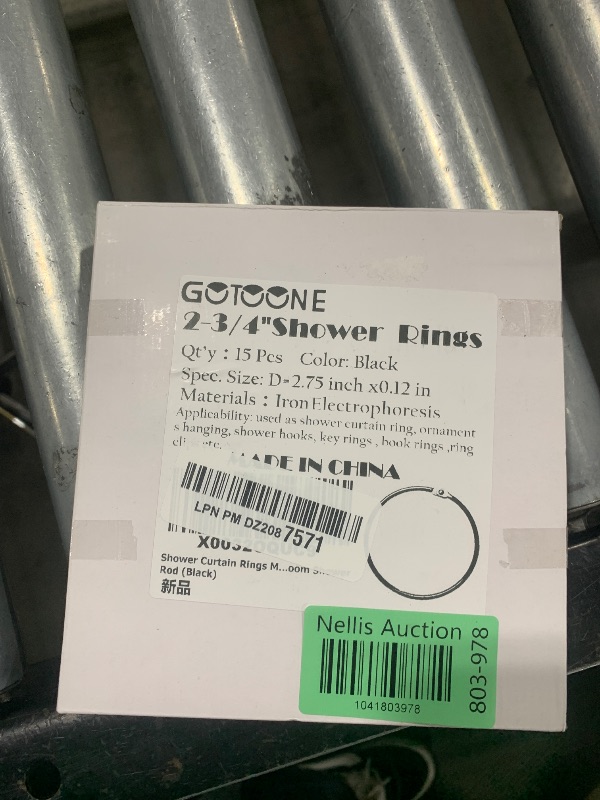 GOTOONE
2-3/4"Shower Rings
Qt'y : 15 Pcs Color: Black
Spec. Size: D=2.75 inch x0.12 in
Materials : Iron Electrophoresis
Applicability: used as shower curtain ring, ornament
s hanging, shower hooks, key rings , book rings ,ring
MADE IN CHINA
LPN PM DZ208 7571
Shower Curtain Rings M...oom Shower
Rod (Black)
新品
Nellis Auction
1041803978
803-978